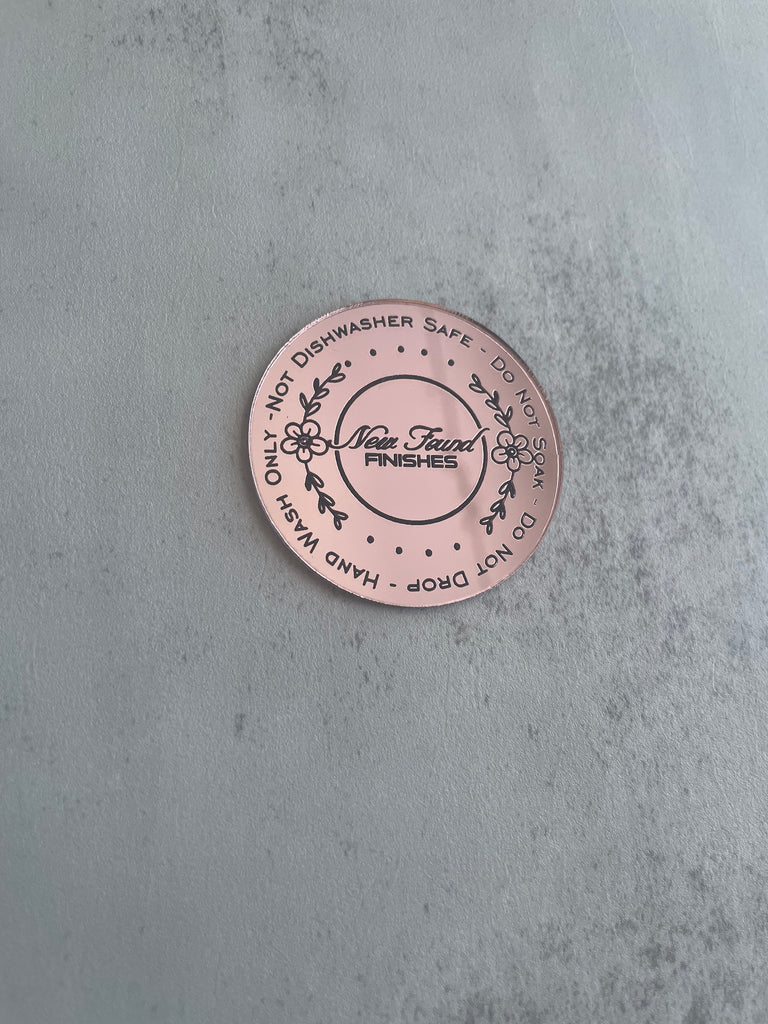 -Not Dishwasher Safe - Do Not Soak - Do Not Drop - Hand Wash Only
New Found
FINISHES